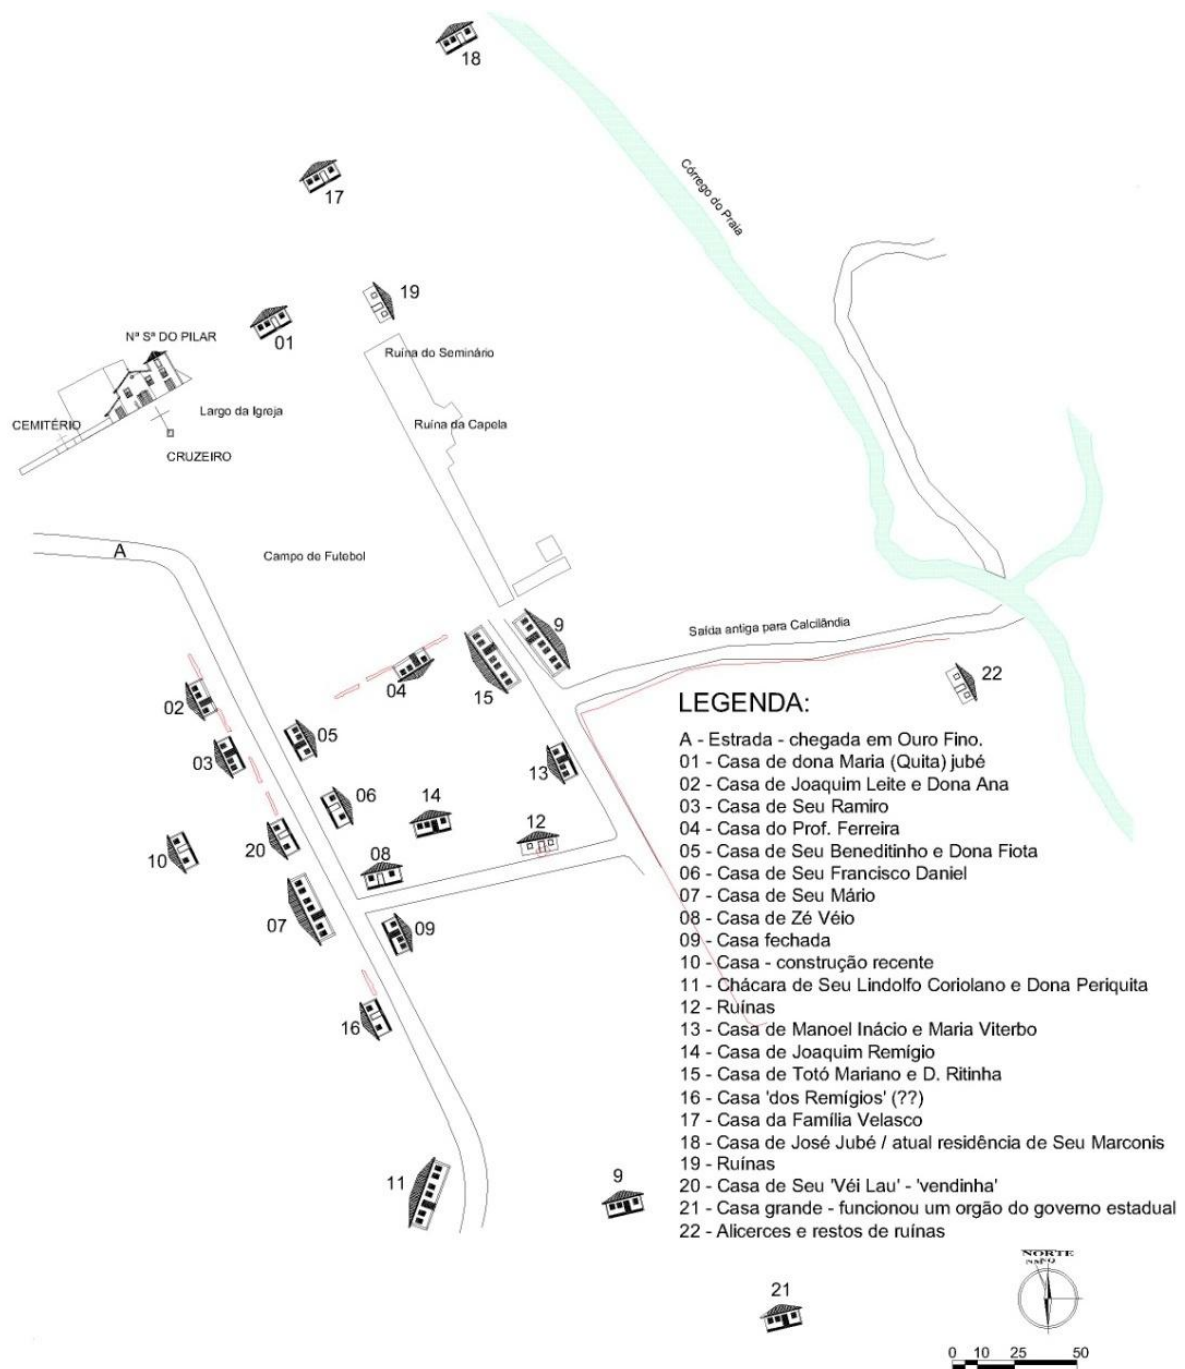 18
Córrego do Praia
17
19
01
Nª Sª DO PILAR
Ruína do Seminário
Largo da Igreja
CEMITÉRIO
Ruína da Capela
CRUZEIRO
A
Campo de Futebol
Saída antiga para Calcilândia
9
04
15
22
02
05
03
13
06
14
12
10
20
08
07
09
16
11
9
21
LEGENDA:
A - Estrada - chegada em Ouro Fino.
01 - Casa de dona Maria (Quita) jubé
02 - Casa de Joaquim Leite e Dona Ana
03 - Casa de Seu Ramiro
04 - Casa do Prof. Ferreira
05 - Casa de Seu Beneditinho e Dona Fiota
06 - Casa de Seu Francisco Daniel
07 - Casa de Seu Mário
08 - Casa de Zé Véio
09 - Casa fechada
10 - Casa - construção recente
11 - Chácara de Seu Lindolfo Coriolano e Dona Periquita
12 - Ruínas
13 - Casa de Manoel Inácio e Maria Viterbo
14 - Casa de Joaquim Remígio
15 - Casa de Totó Mariano e D. Ritinha
16 - Casa 'dos Remígios' (??)
17 - Casa da Família Velasco
18 - Casa de José Jubé / atual residência de Seu Marconis
19 - Ruínas
20 - Casa de Seu 'Véi Lau' - 'vendinha'
21 - Casa grande - funcionou um orgão do governo estadual
22 - Alicerces e restos de ruínas
NORTE
0 10 25 50